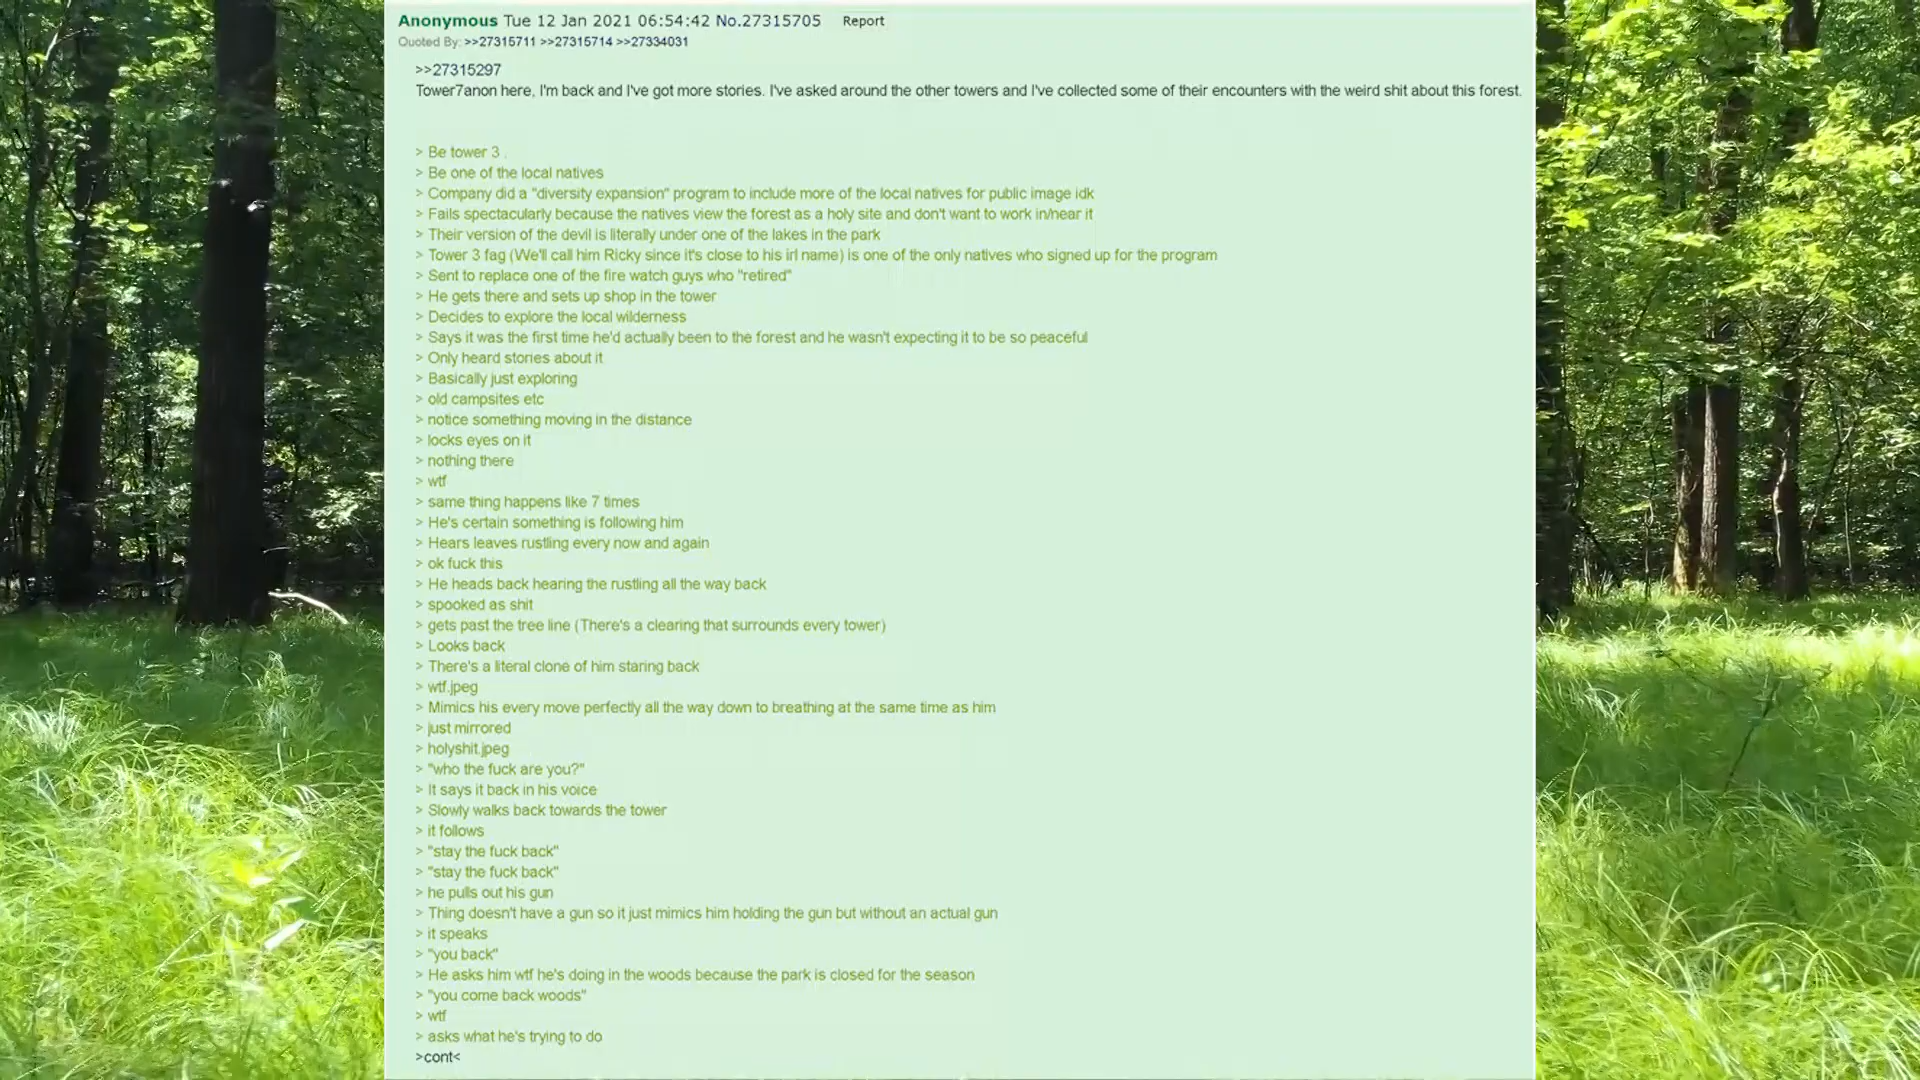 Anonymous Tue 12 Jan 2021 06:54:42 No.27315705 Report
Quoted By: >>27315711 >>27315714 >>27334031
>>27315297
Tower7anon here, I'm back and I've got more stories. I've asked around the other towers and I've collected some of their encounters with the weird shit about this forest.
> Be tower 3 .
> Be one of the local natives
> Company did a "diversity expansion" program to include more of the local natives for public image idk
> Fails spectacularly because the natives view the forest as a holy site and don't want to work in/near it
> Their version of the devil is literally under one of the lakes in the park
> Tower 3 fag (We'll call him Ricky since it's close to his irl name) is one of the only natives who signed up for the program
> Sent to replace one of the fire watch guys who "retired"
> He gets there and sets up shop in the tower
> Decides to explore the local wilderness
> Says it was the first time he'd actually been to the forest and he wasn't expecting it to be so peaceful
> Only heard stories about it
> Basically just exploring
> old campsites etc
> notice something moving in the distance
> locks eyes on it
> nothing there
> wtf
> same thing happens like 7 times
> He's certain something is following him
> Hears leaves rustling every now and again
> ok fuck this
> He heads back hearing the rustling all the way back
> spooked as shit
> gets past the tree line (There's a clearing that surrounds every tower)
> Looks back
> There's a literal clone of him staring back
> wtf.jpeg
> Mimics his every move perfectly all the way down to breathing at the same time as him
> just mirrored
> holyshit.jpeg
> "who the fuck are you?"
> It says it back in his voice
> Slowly walks back towards the tower
> it follows
> "stay the fuck back"
> "stay the fuck back"
> he pulls out his gun
> Thing doesn't have a gun so it just mimics him holding the gun but without an actual gun
> it speaks
> "you back"
> He asks him wtf he's doing in the woods because the park is closed for the season
> "you come back woods"
> wtf
> asks what he's trying to do
>cont<